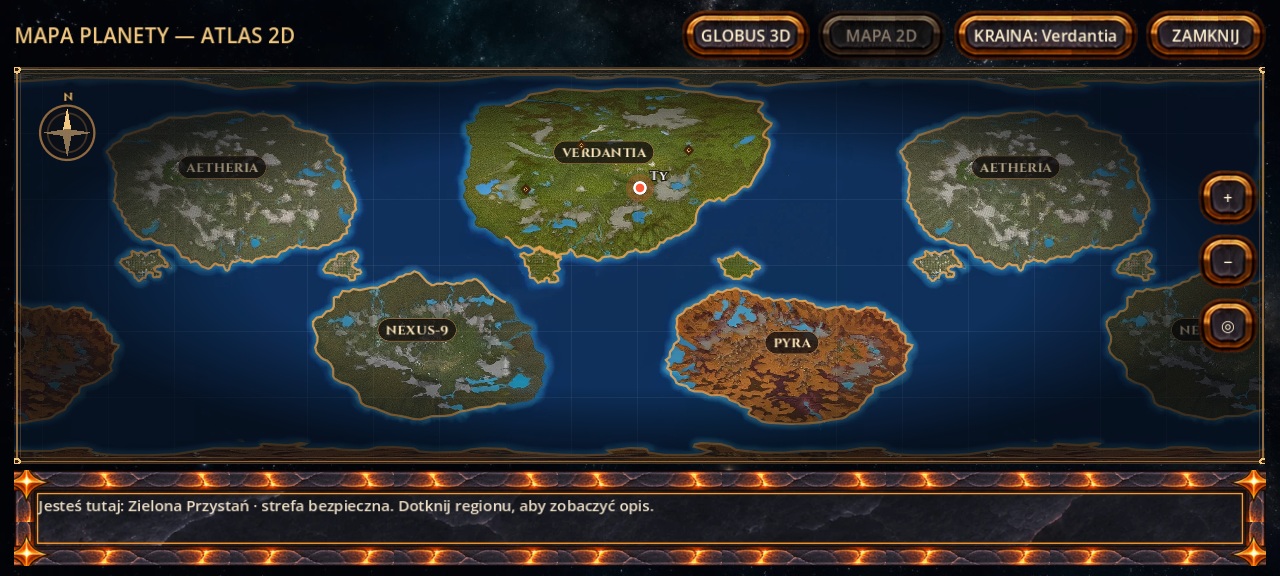 MAPA PLANETY — ATLAS 2D
GLOBUS 3D
MAPA 2D
KRAINA: Verdantia
ZAMKNIJ
N
AETHERIA
VERDANTIA
AETHERIA
TY
NEXUS-9
PYRA
NE
+
−
◎
Jesteś tutaj: Zielona Przystań · strefa bezpieczna. Dotknij regionu, aby zobaczyć opis.